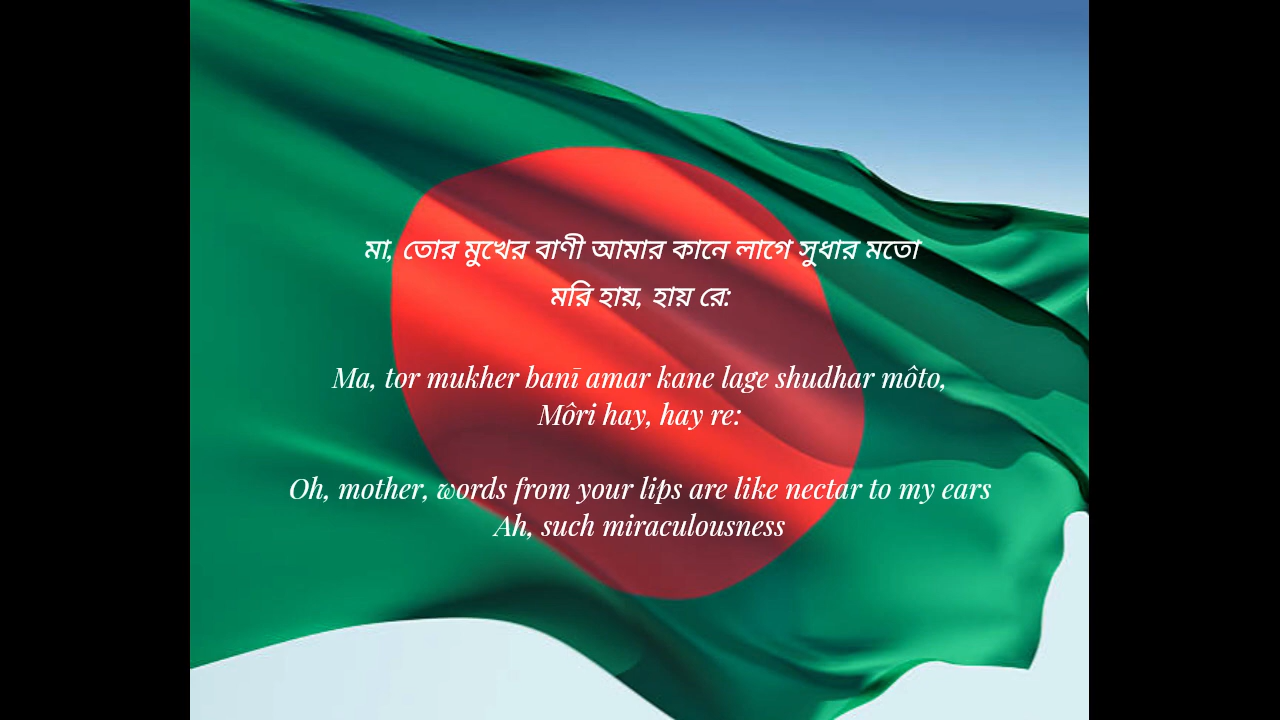 মা, তোর মুখের বাণী আমার কানে লাগে সুধার মতো
মরি হায়, হায় রে:
Ma, tor mukher banī amar kane lage shudhar môto,
Môri hay, hay re:
Oh, mother, words from your lips are like nectar to my ears
Ah, such miraculousness